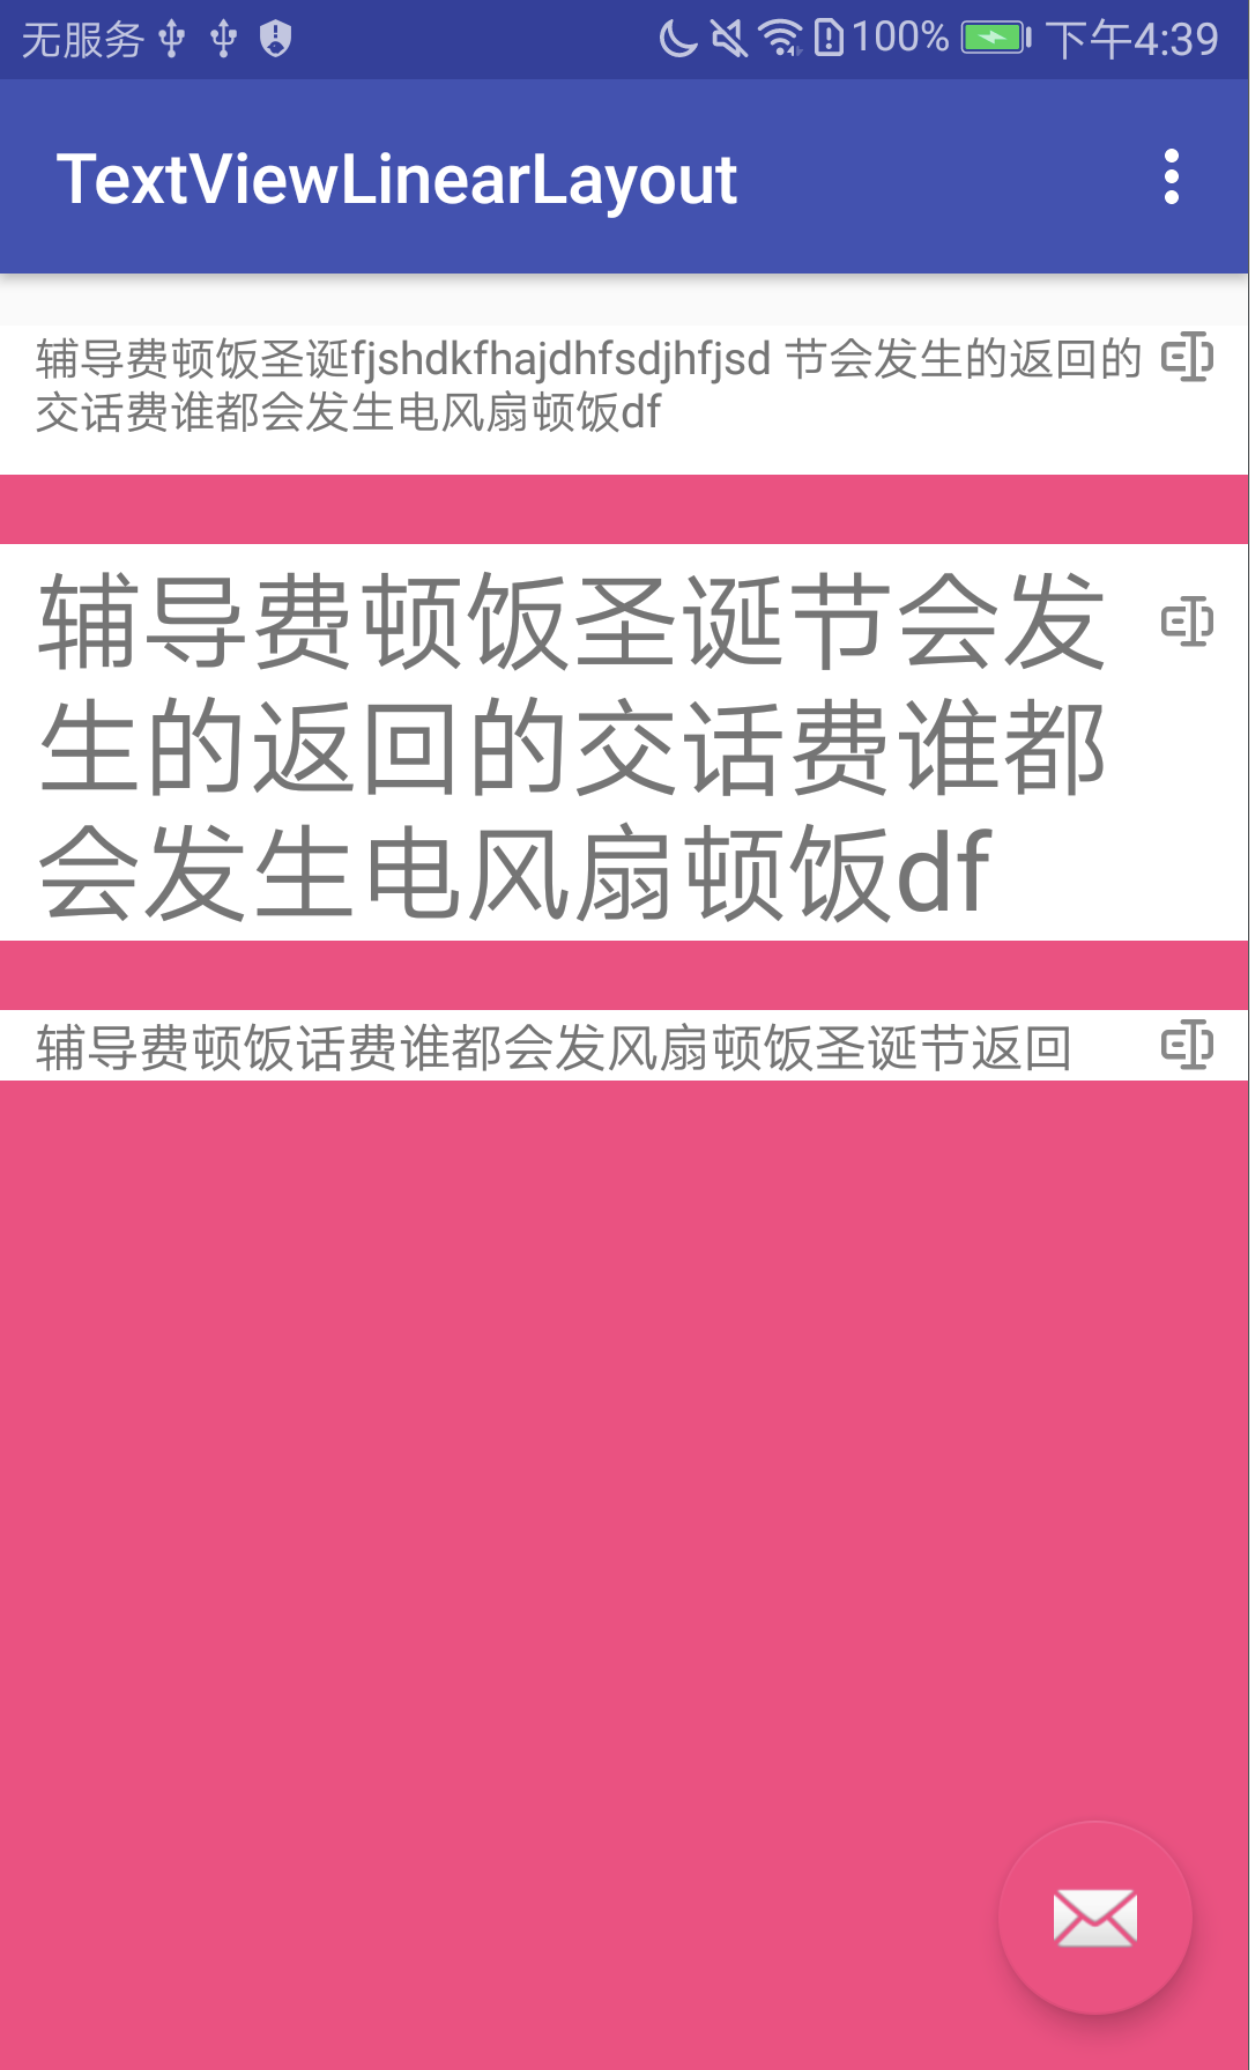 无服务 100% 下午4:39
TextViewLinearLayout
辅导费顿饭圣诞fjshdkfhajdhfsdjhfjsd 节会发生的返回的
交话费谁都会发生电风扇顿饭df
辅导费顿饭圣诞节会发
生的返回的交话费谁都
会发生电风扇顿饭df
辅导费顿饭话费谁都会发风扇顿饭圣诞节返回